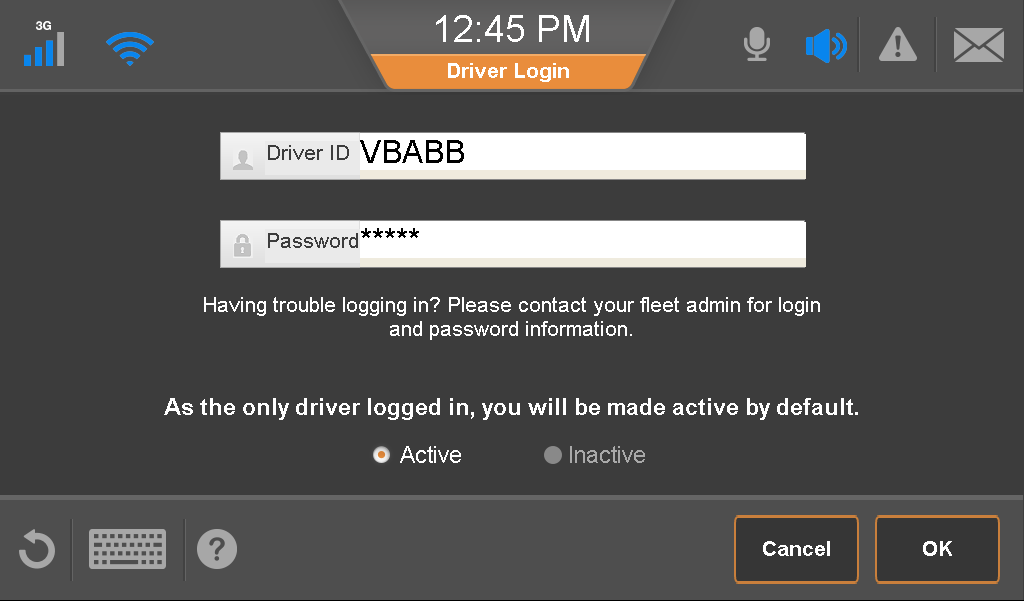 3G
12:45 PM
Driver Login
Driver ID VBABB
Password *****
Having trouble logging in? Please contact your fleet admin for login
and password information.
As the only driver logged in, you will be made active by default.
Active Inactive
?
Cancel OK